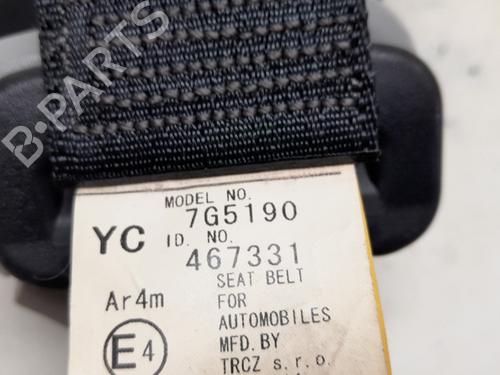 B-PARTS
MODEL NO.
7G5190
YC ID. NO.
467331
SEAT BELT
Ar4m FOR
AUTOMOBILES
E4 MFD. BY
TRCZ s.r.o.